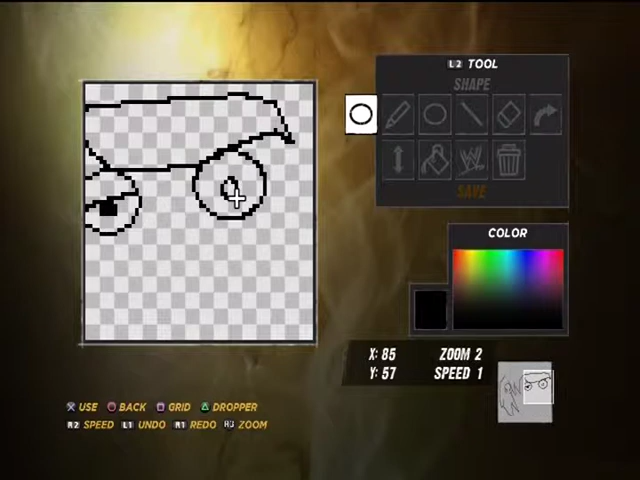 L2 TOOL
SHAPE
SAVE
COLOR
X: 85 ZOOM 2
Y: 57 SPEED 1
USE BACK GRID DROPPER
R2 SPEED L1 UNDO R1 REDO ZOOM